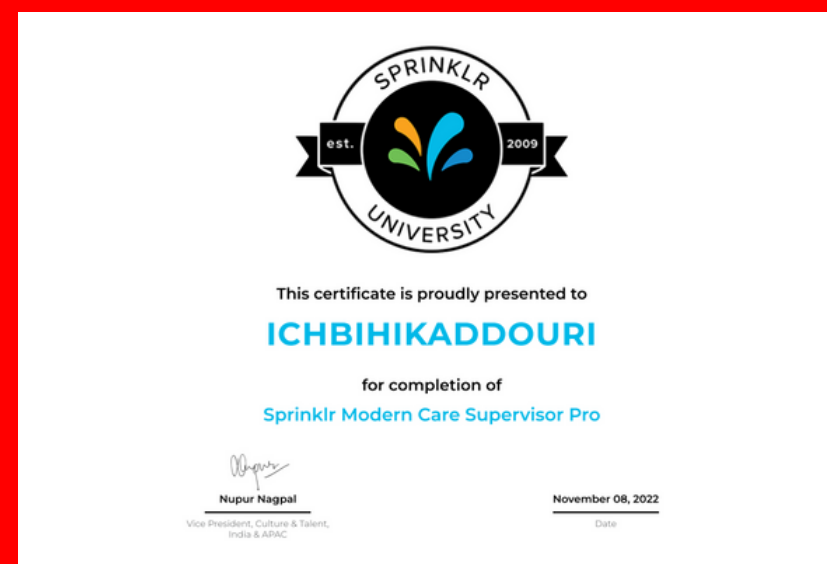 SPRINKLR
est.
2009
UNIVERSITY
This certificate is proudly presented to
ICHBIHIKADDOURI
for completion of
Sprinklr Modern Care Supervisor Pro
Nupur Nagpal
November 08, 2022
Vice President, Culture & Talent,
India & APAC
Date